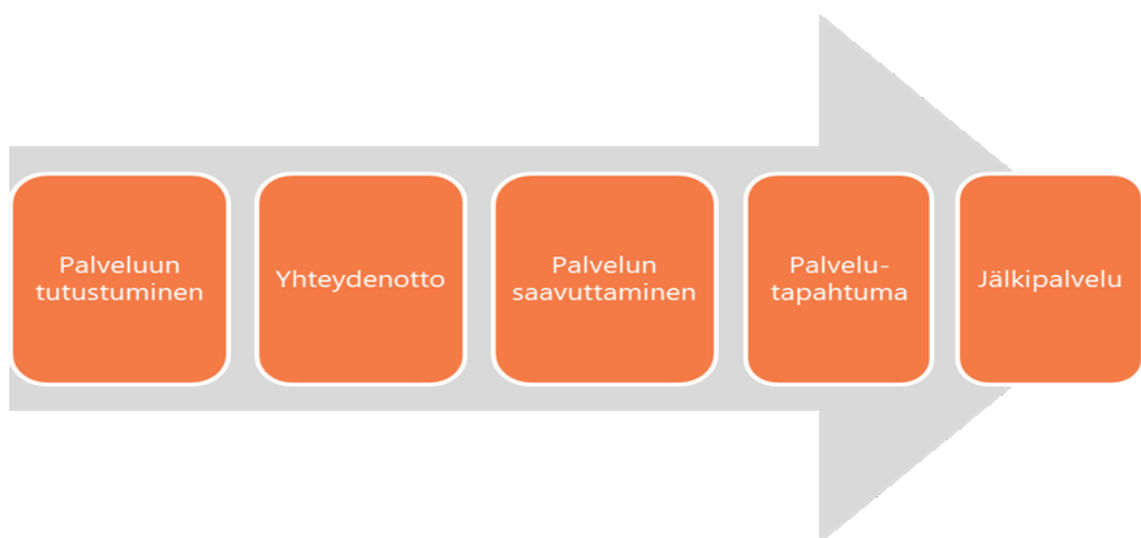 Palveluun
tutustuminen
Yhteydenotto
Palvelun
saavuttaminen
Palvelu-
tapahtuma
Jälkipalvelu